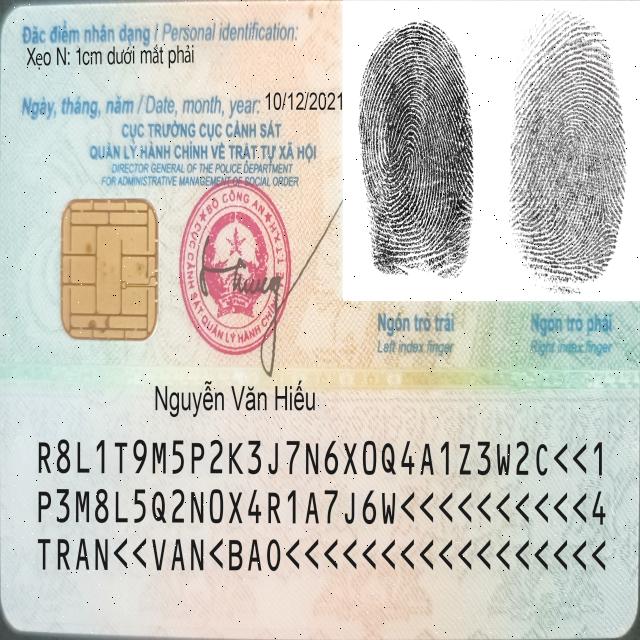 Đặc điểm nhân dạng / Personal identification:
Xẹo N: 1cm dưới mắt phải
Ngày, tháng, năm / Date, month, year: 10/12/2021
CỤC TRƯỞNG CỤC CẢNH SÁT
QUẢN LÝ HÀNH CHÍNH VỀ TRẬT TỰ XÃ HỘI
DIRECTOR GENERAL OF THE POLICE DEPARTMENT
FOR ADMINISTRATIVE MANAGEMENT OF SOCIAL ORDER
BỘ CÔNG AN
CỤC CẢNH SÁT QUẢN LÝ HÀNH CHÍNH
Ngón trỏ trái
Left index finger
Ngón trỏ phải
Right index finger
Nguyễn Văn Hiếu
R8L1T9M5P2K3J7N6X0Q4A1Z3W2C<<1
P3M8L5Q2N0X4R1A7J6W<<<<<<<<<<4
TRAN<<VAN<BAO<<<<<<<<<<<<<<<<<